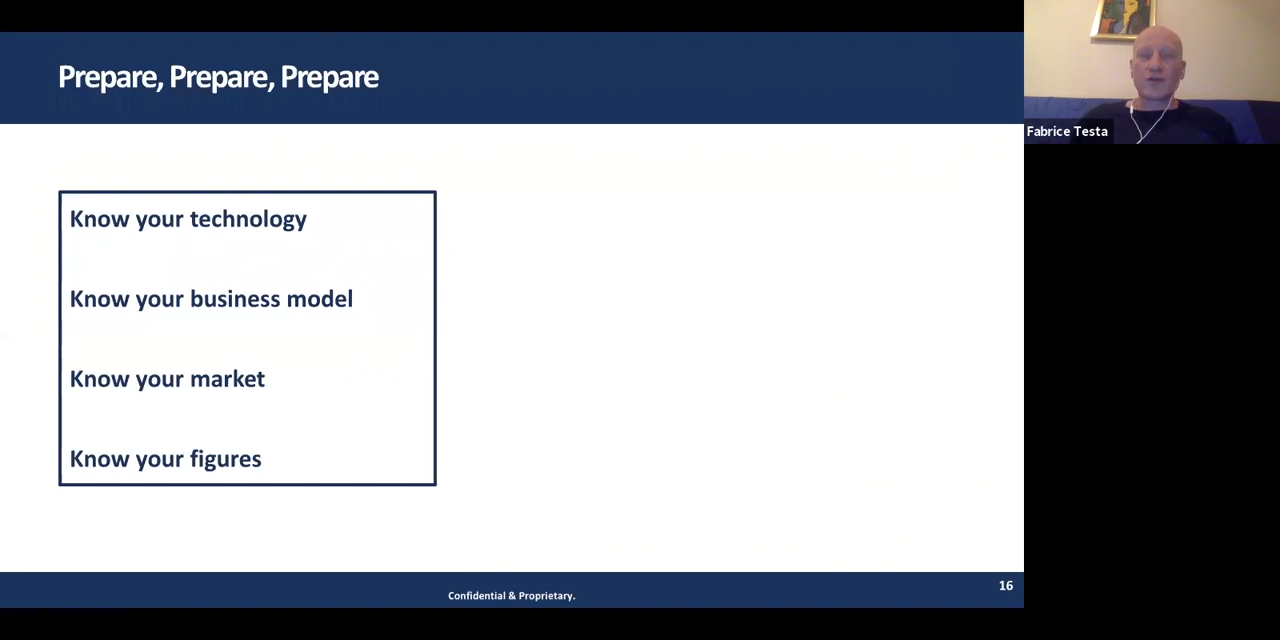 Prepare, Prepare, Prepare
Fabrice Testa
Know your technology
Know your business model
Know your market
Know your figures
Confidential & Proprietary.
16